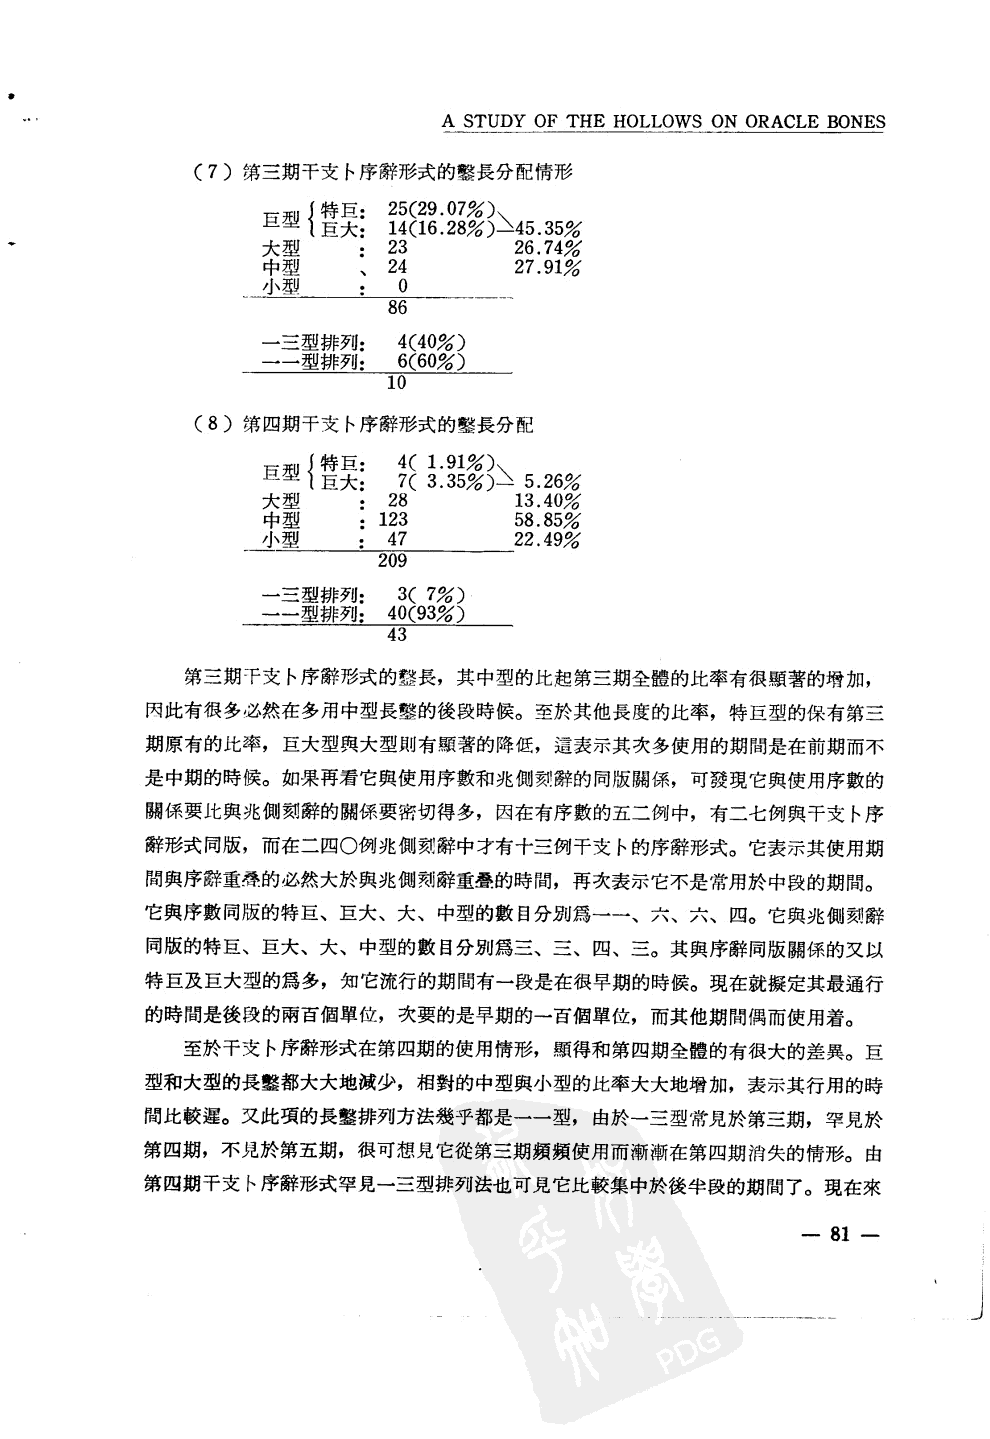 A STUDY OF THE HOLLOWS ON ORACLE BONES
（7）第三期干支卜序辭形式的鑿長分配情形
巨型 { 特巨： 25(29.07%)
巨大： 14(16.28%) 45.35%
大型 ： 23 26.74%
中型 、 24 27.91%
小型 ： 0
86
一三型排列： 4(40%)
一一型排列： 6(60%)
10
（8）第四期干支卜序辭形式的鑿長分配
巨型 { 特巨： 4( 1.91%)
巨大： 7( 3.35%) 5.26%
大型 ： 28 13.40%
中型 ： 123 58.85%
小型 ： 47 22.49%
209
一三型排列： 3( 7%)
一一型排列： 40(93%)
43
第三期干支卜序辭形式的鑿長，其中型的比起第三期全體的比率有很顯著的增加，
因此有很多必然在多用中型長鑿的後段時候。至於其他長度的比率，特巨型的保有第三
期原有的比率，巨大型與大型則有顯著的降低，這表示其次多使用的期間是在前期而不
是中期的時候。如果再看它與使用序數和兆側刻辭的同版關係，可發現它與使用序數的
關係要比與兆側刻辭的關係要密切得多，因在有序數的五二例中，有二七例與干支卜序
辭形式同版，而在二四〇例兆側刻辭中才有十三例干支卜的序辭形式。它表示其使用期
間與序辭重叠的必然大於與兆側刻辭重疊的時間，再次表示它不是常用於中段的期間。
它與序數同版的特巨、巨大、大、中型的數目分別爲一一、六、六、四。它與兆側刻辭
同版的特巨、巨大、大、中型的數目分別爲三、三、四、三。其與序辭同版關係的又以
特巨及巨大型的爲多，知它流行的期間有一段是在很早期的時候。現在就擬定其最通行
的時間是後段的兩百個單位，次要的是早期的一百個單位，而其他期間偶而使用着。
至於干支卜序辭形式在第四期的使用情形，顯得和第四期全體的有很大的差異。巨
型和大型的長鑿都大大地減少，相對的中型與小型的比率大大地增加，表示其行用的時
間比較遲。又此項的長鑿排列方法幾乎都是一一型，由於一三型常見於第三期，罕見於
第四期，不見於第五期，很可想見它從第三期頻頻使用而漸漸在第四期消失的情形。由
第四期干支卜序辭形式罕見一三型排列法也可見它比較集中於後半段的期間了。現在來
— 81 —
PDG